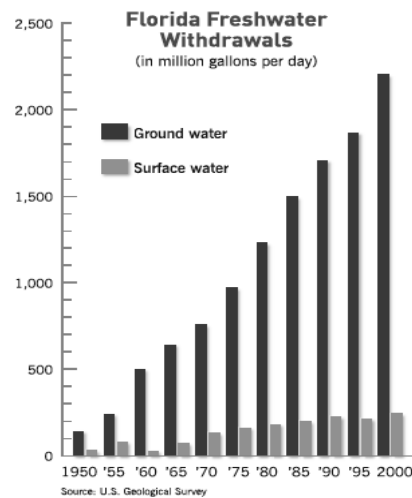 Florida Freshwater
Withdrawals
(in million gallons per day)
2,500
2,000
1,500
1,000
500
0
Ground water
Surface water
1950 '55 '60 '65 '70 '75 '80 '85 '90 '95 2000
Source: U.S. Geological Survey